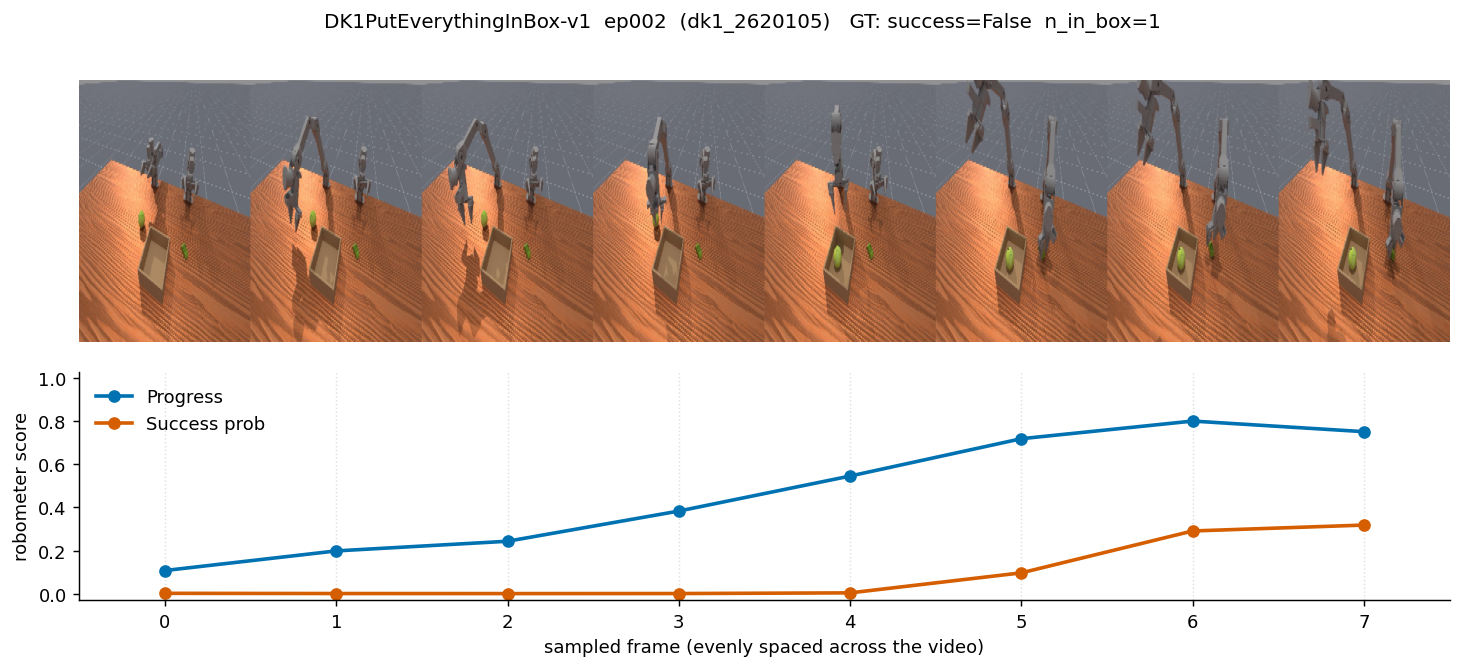 DK1PutEverythingInBox-v1  ep002  (dk1_2620105)   GT: success=False  n_in_box=1
1.0
0.8
0.6
0.4
0.2
0.0
robometer score
Progress
Success prob
0 1 2 3 4 5 6 7
sampled frame (evenly spaced across the video)